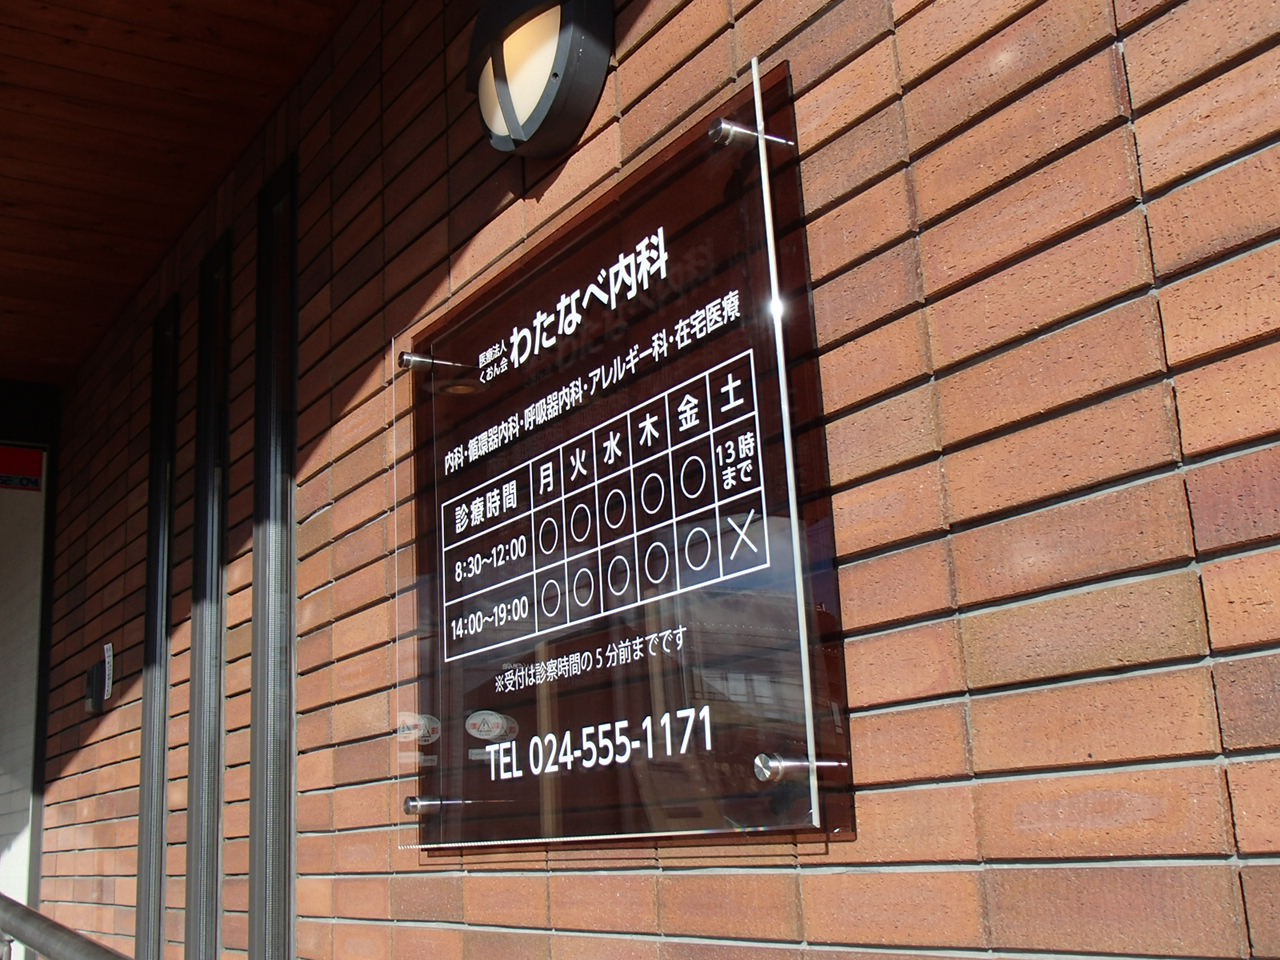 医療法人
くおん会
わたなべ内科
内科・循環器内科・呼吸器内科・アレルギー科・在宅医療
診療時間 月 火 水 木 金 土
8:30～12:00 ○ ○ ○ ○ ○ 13時まで
14:00～19:00 ○ ○ ○ ○ ○ ×
※受付は診察時間の5分前までです
TEL 024-555-1171
SECOM